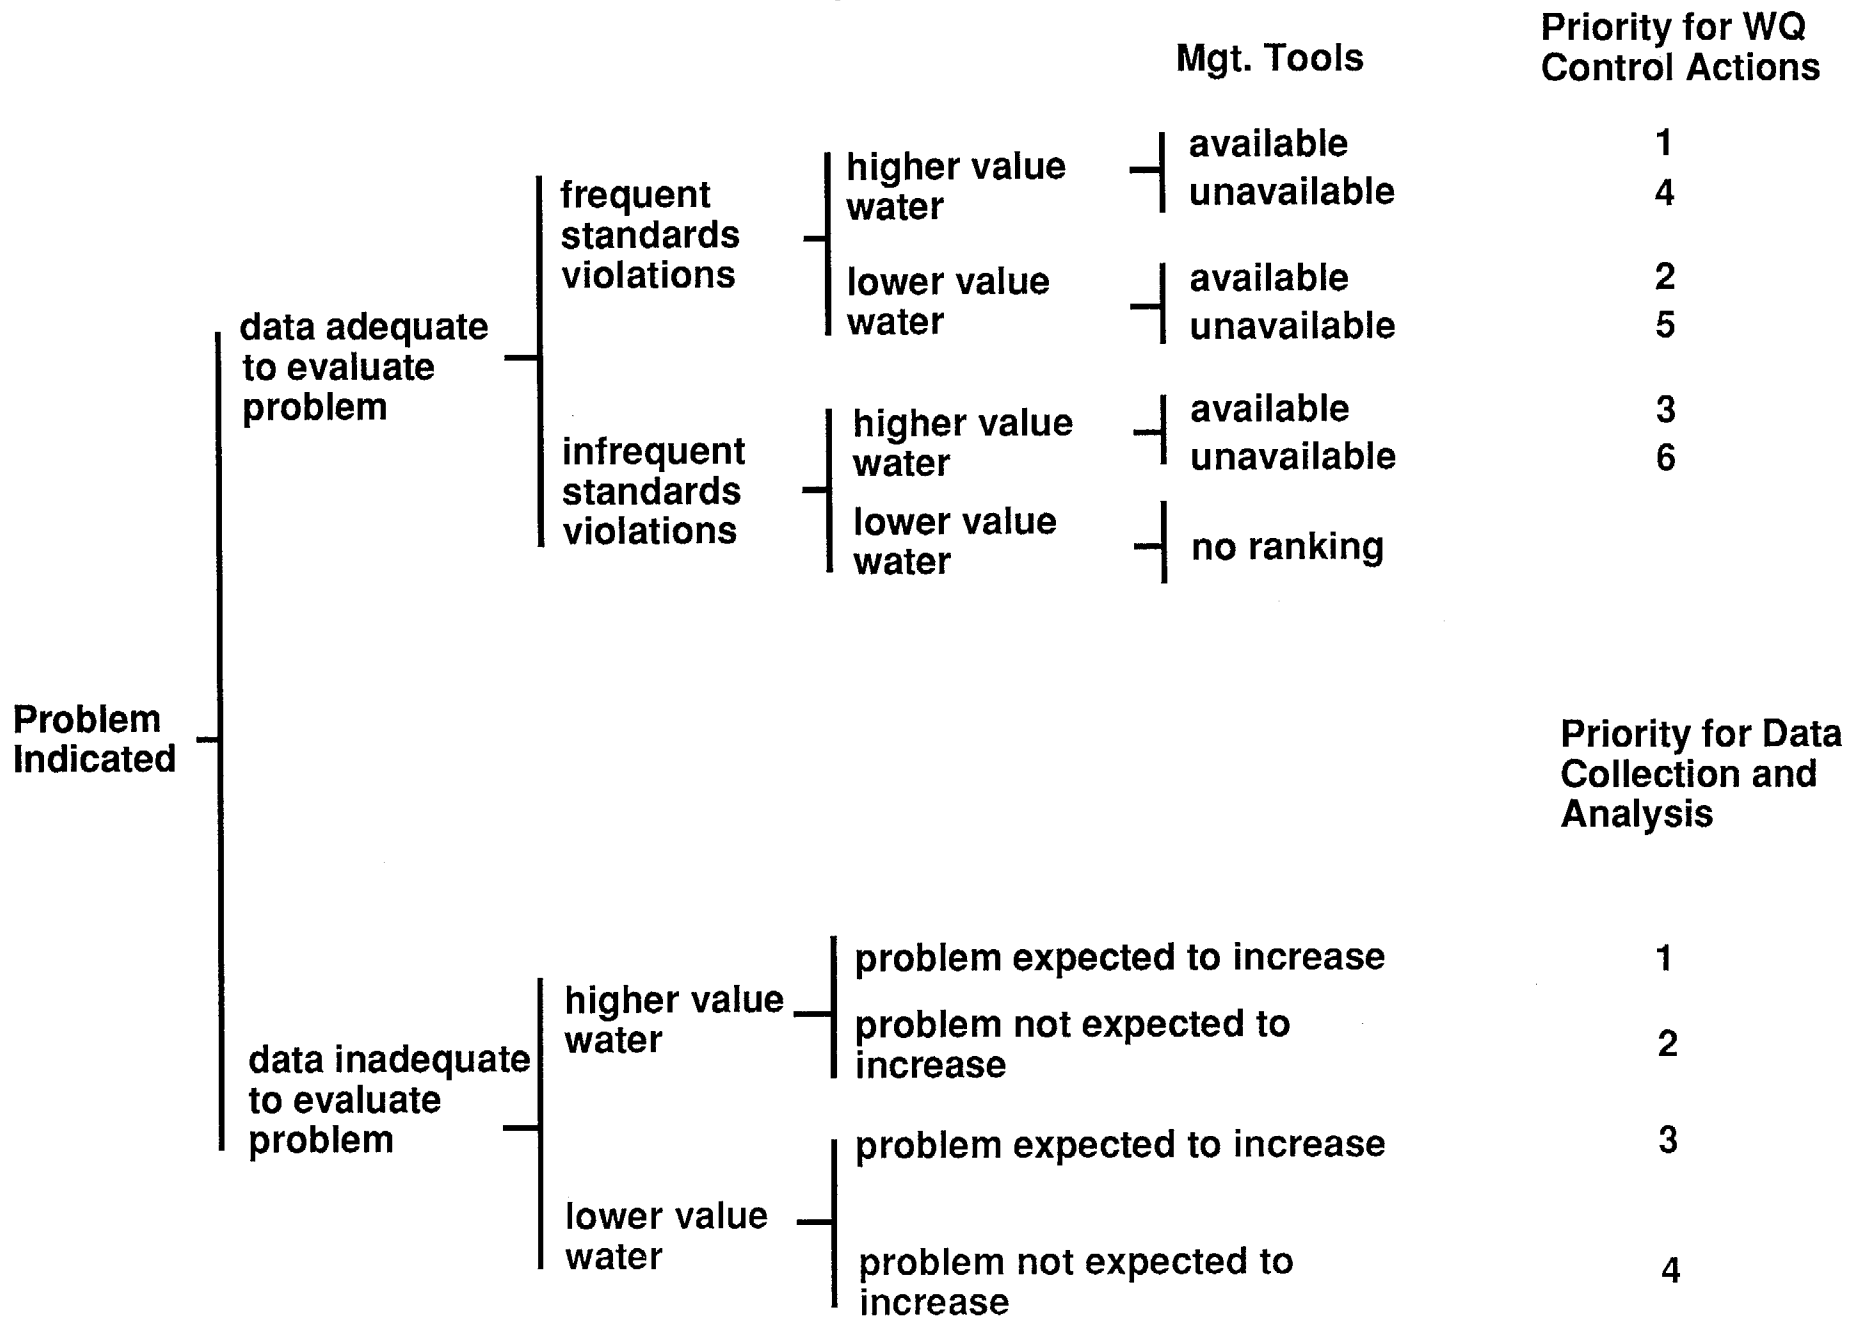 Priority for WQ
Control Actions
Mgt. Tools
frequent
standards
violations
higher value
water
available
1
unavailable
4
lower value
water
available
2
unavailable
5
data adequate
to evaluate
problem
infrequent
standards
violations
higher value
water
available
3
unavailable
6
lower value
water
no ranking
Problem
Indicated
Priority for Data
Collection and
Analysis
data inadequate
to evaluate
problem
higher value
water
problem expected to increase
1
problem not expected to
increase
2
lower value
water
problem expected to increase
3
problem not expected to
increase
4